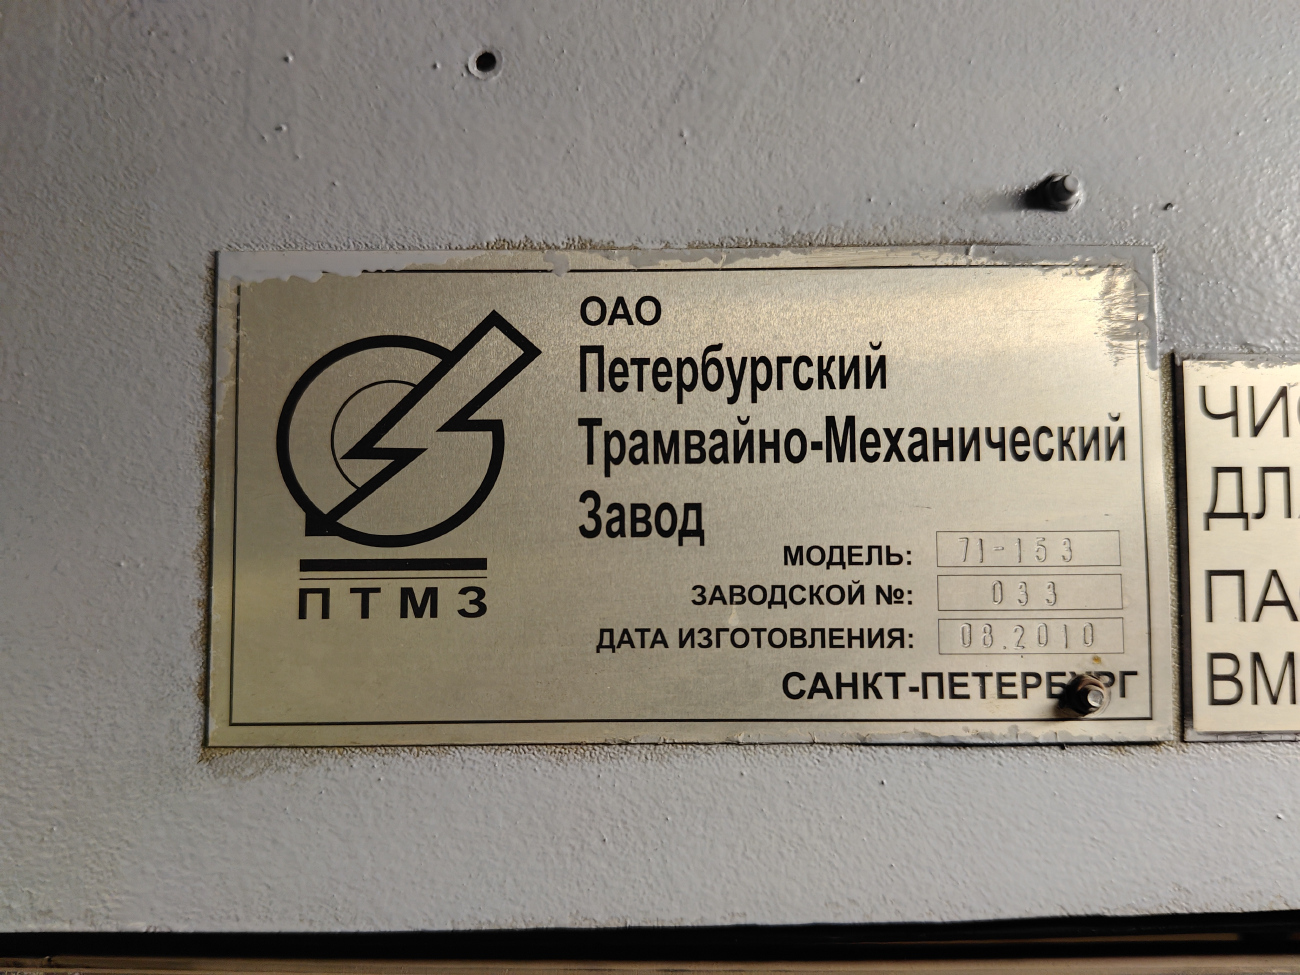 ОАО
Петербургский
Трамвайно-Механический
Завод
МОДЕЛЬ: 71-153
ЗАВОДСКОЙ №: 033
ДАТА ИЗГОТОВЛЕНИЯ: 08.2010
САНКТ-ПЕТЕРБУРГ
ПТМЗ